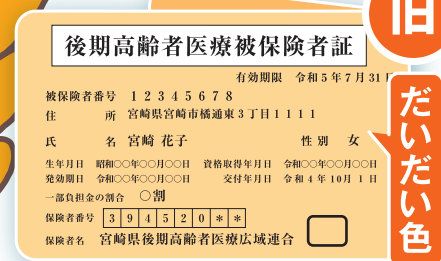 旧
後期高齢者医療被保険者証
有効期限 令和5年7月31日
被保険者番号 12345678
住所 宮崎県宮崎市橘通東3丁目1111
氏名 宮崎 花子 性別 女
生年月日 昭和○○年○○月○○日 資格取得年月日 令和○○年○○月○○日
発効期日 令和○○年○○月○○日 交付年月日 令和4年10月1日
一部負担金の割合 ○割
保険者番号 394520**
保険者名 宮崎県後期高齢者医療広域連合
だいだい色